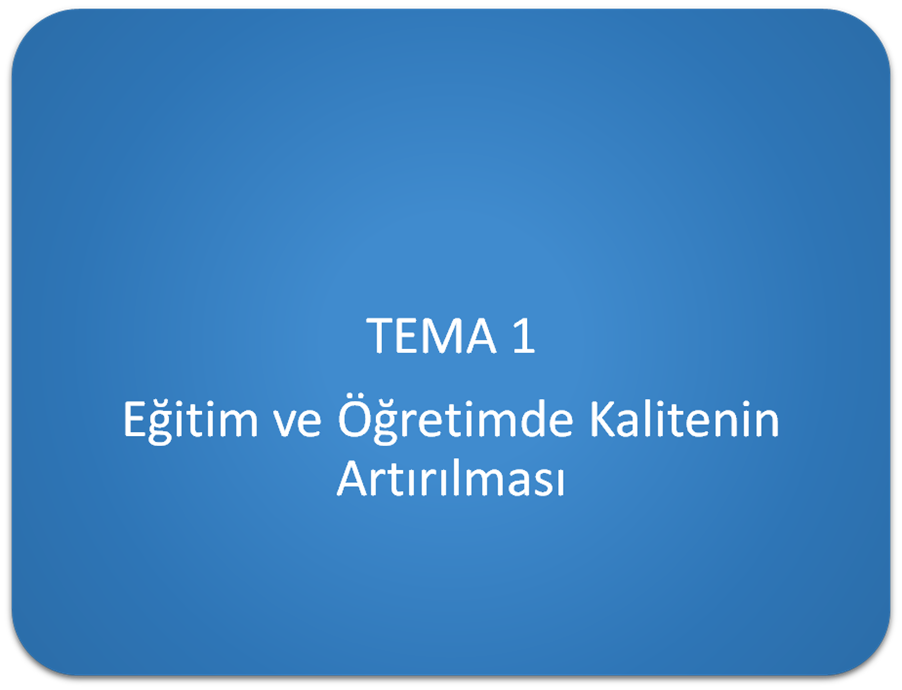 TEMA 1
Eğitim ve Öğretimde Kalitenin
Artırılması